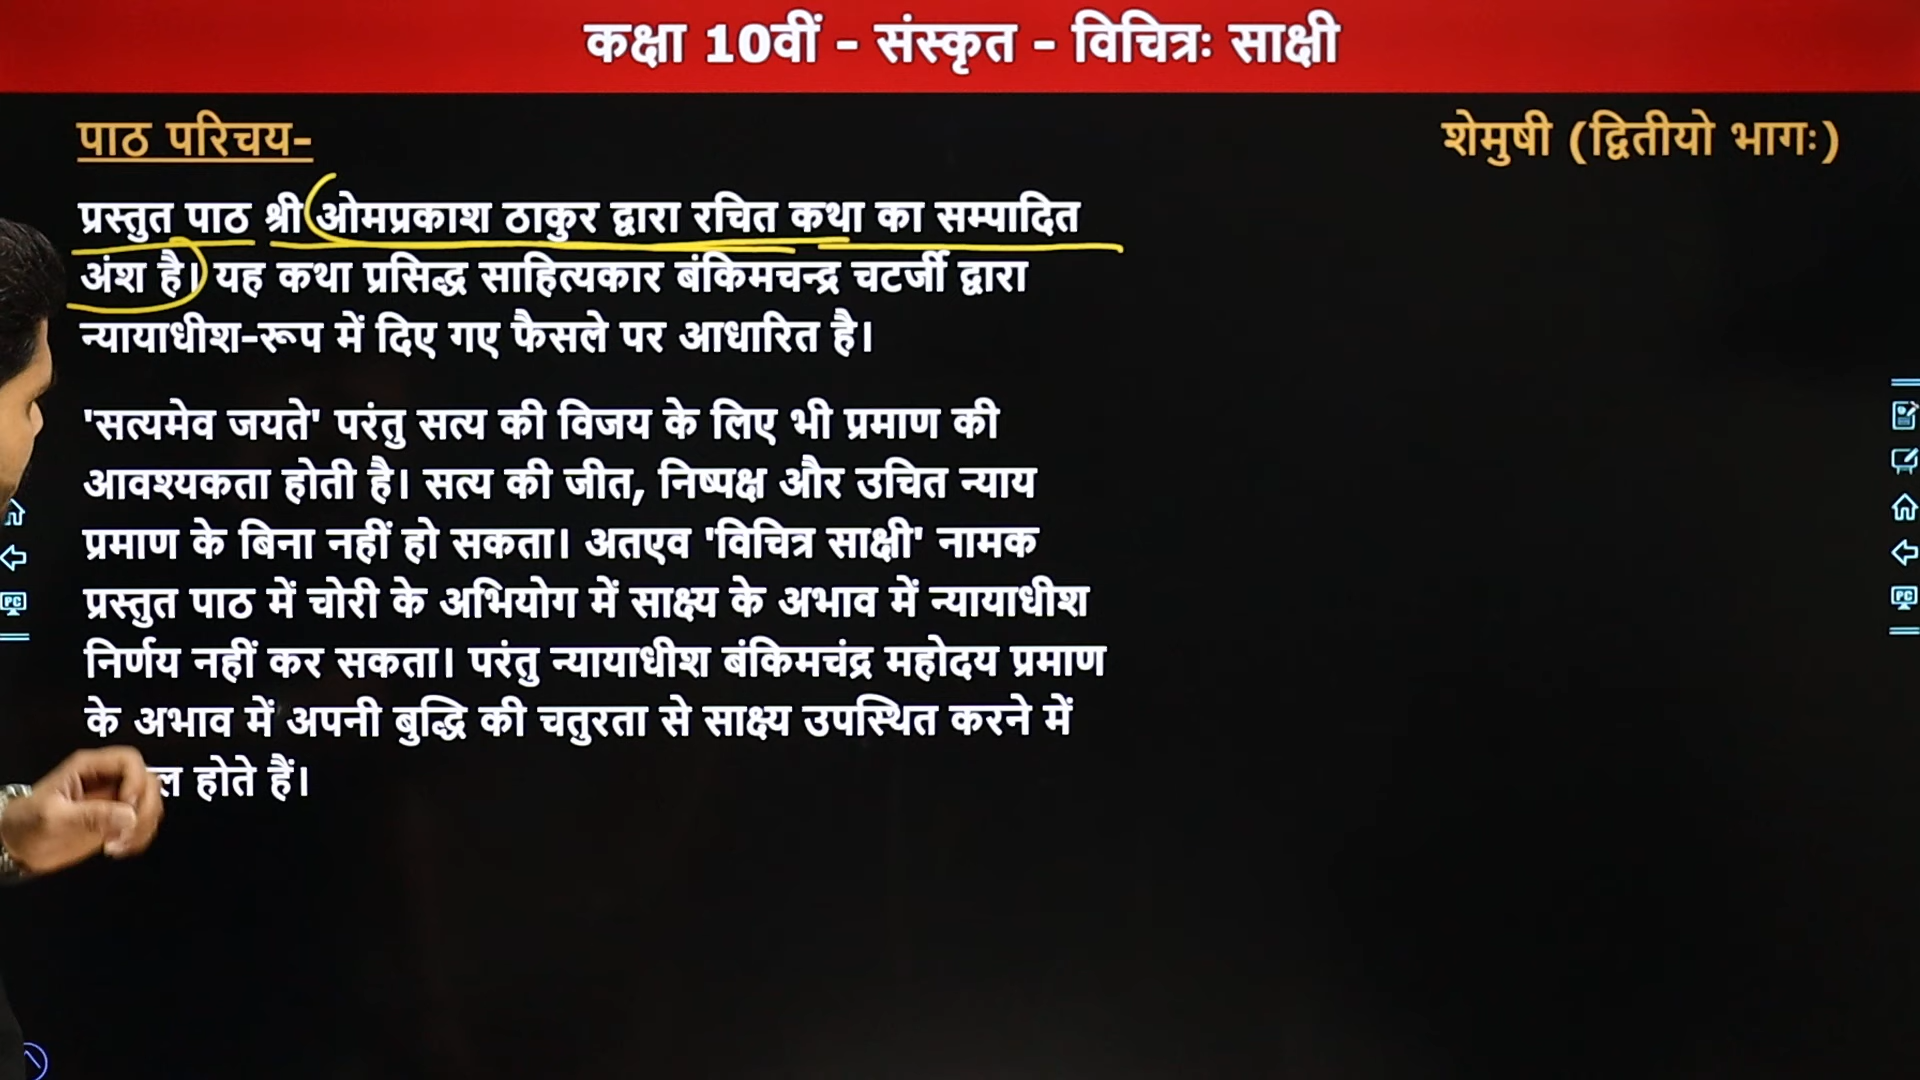 कक्षा 10वीं - संस्कृत - विचित्रः साक्षी
पाठ परिचय-
शेमुषी (द्वितीयो भागः)
प्रस्तुत पाठ श्री ओमप्रकाश ठाकुर द्वारा रचित कथा का सम्पादित
अंश है। यह कथा प्रसिद्ध साहित्यकार बंकिमचन्द्र चटर्जी द्वारा
न्यायाधीश-रूप में दिए गए फैसले पर आधारित है।
'सत्यमेव जयते' परंतु सत्य की विजय के लिए भी प्रमाण की
आवश्यकता होती है। सत्य की जीत, निष्पक्ष और उचित न्याय
प्रमाण के बिना नहीं हो सकता। अतएव 'विचित्र साक्षी' नामक
प्रस्तुत पाठ में चोरी के अभियोग में साक्ष्य के अभाव में न्यायाधीश
निर्णय नहीं कर सकता। परंतु न्यायाधीश बंकिमचंद्र महोदय प्रमाण
के अभाव में अपनी बुद्धि की चतुरता से साक्ष्य उपस्थित करने में
होते हैं।
PC
PC